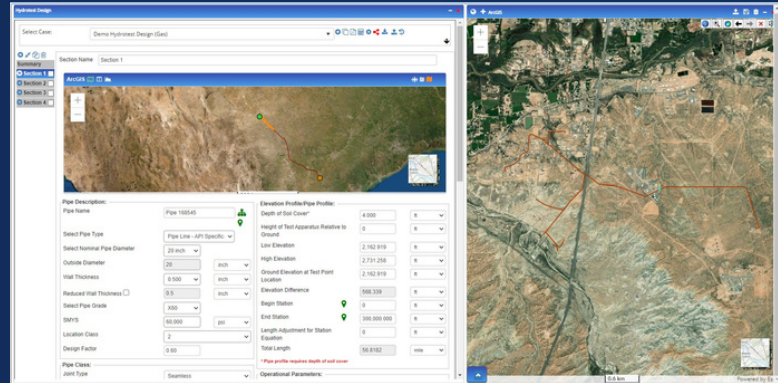 Hydrotest Design
Select Case:
Demo Hydrotest Design (Gas)
Summary
Section 1
Section 2
Section 3
Section 4
Section Name
Section 1
ArcGIS
Pipe Description:
Pipe Name
Pipe 168545
Select Pipe Type
Pipe Line - API Specific
Select Nominal Pipe Diameter
20 inch
Outside Diameter
20
inch
Wall Thickness
0.500
inch
Reduced Wall Thickness
0.5
inch
Select Pipe Grade
X60
SMYS
60,000
psi
Location Class
2
Design Factor
0.60
Pipe Class:
Joint Type
Seamless
Elevation Profile/Pipe Profile:
Depth of Soil Cover*
4.000
ft
Height of Test Apparatus Relative to
Ground
0
ft
Low Elevation
2,162.919
ft
High Elevation
2,731.258
ft
Ground Elevation at Test Point
Location
2,162.919
ft
Elevation Difference
568.339
ft
Begin Station
0
ft
End Station
300,000.000
ft
Length Adjustment for Station
Equation
0
ft
Total Length
56.8182
mile
* Pipe profile requires depth of soil cover
Operational Parameters:
ArcGIS
0.6 km
Powered by